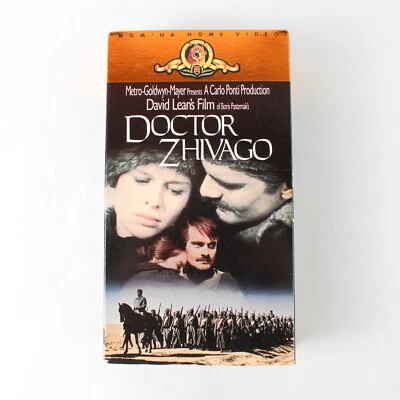 MGM/UA HOME VIDEO
Metro-Goldwyn-Mayer Presents A Carlo Ponti Production
David Lean's Film of Boris Pasternak's
DOCTOR
ZHIVAGO